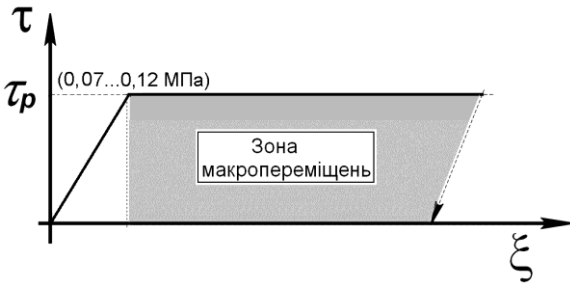 τ
(0,07...0,12 МПа)
τp
Зона
макропереміщень
ξ